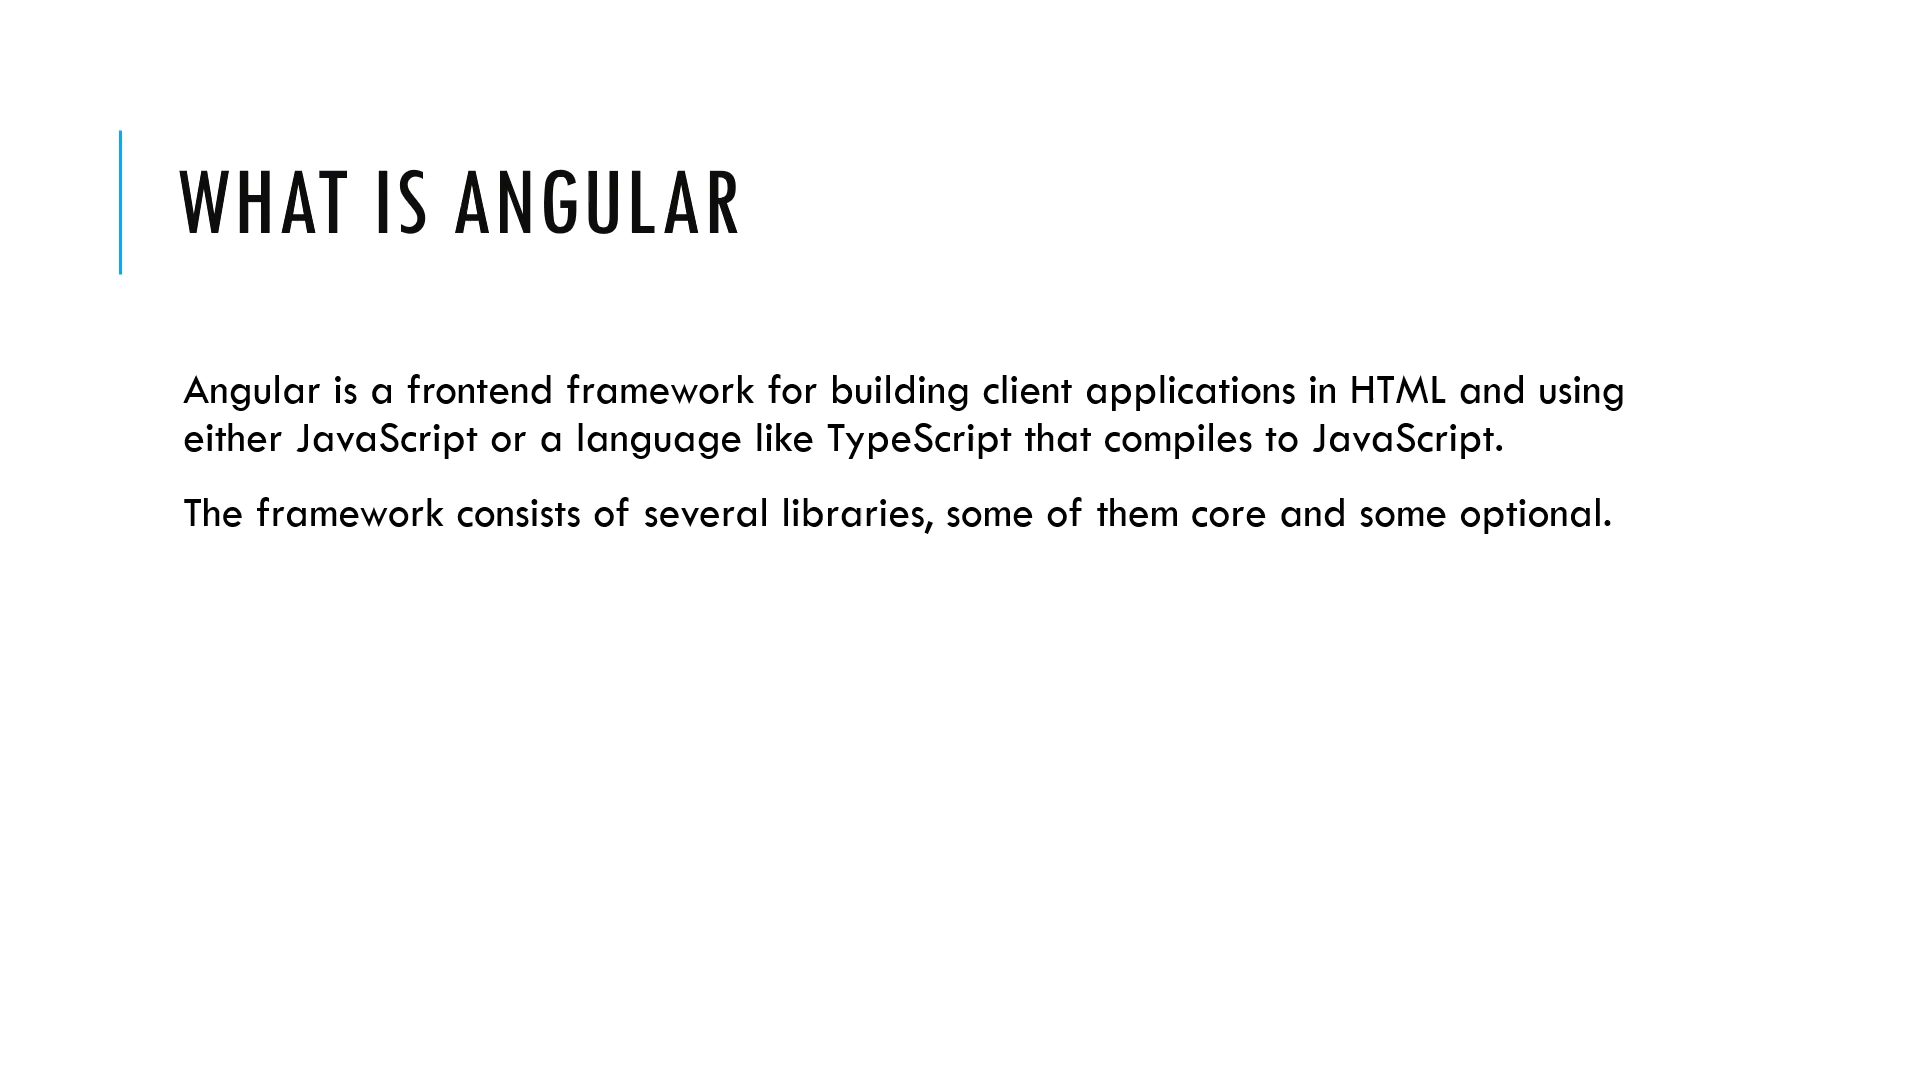 WHAT IS ANGULAR
Angular is a frontend framework for building client applications in HTML and using
either JavaScript or a language like TypeScript that compiles to JavaScript.
The framework consists of several libraries, some of them core and some optional.